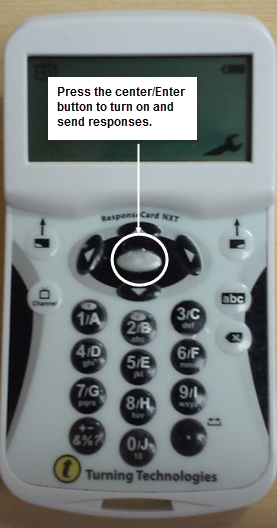 Press the center/Enter
button to turn on and
send responses.
ResponseCard NXT
Channel
abc
1/A
2/B
abc
3/C
def
4/D
ghi
5/E
jkl
6/F
mno
7/G
pqrs
8/H
tuv
9/I
wxyz
+-
&%?
0/J
10
.
t Turning Technologies